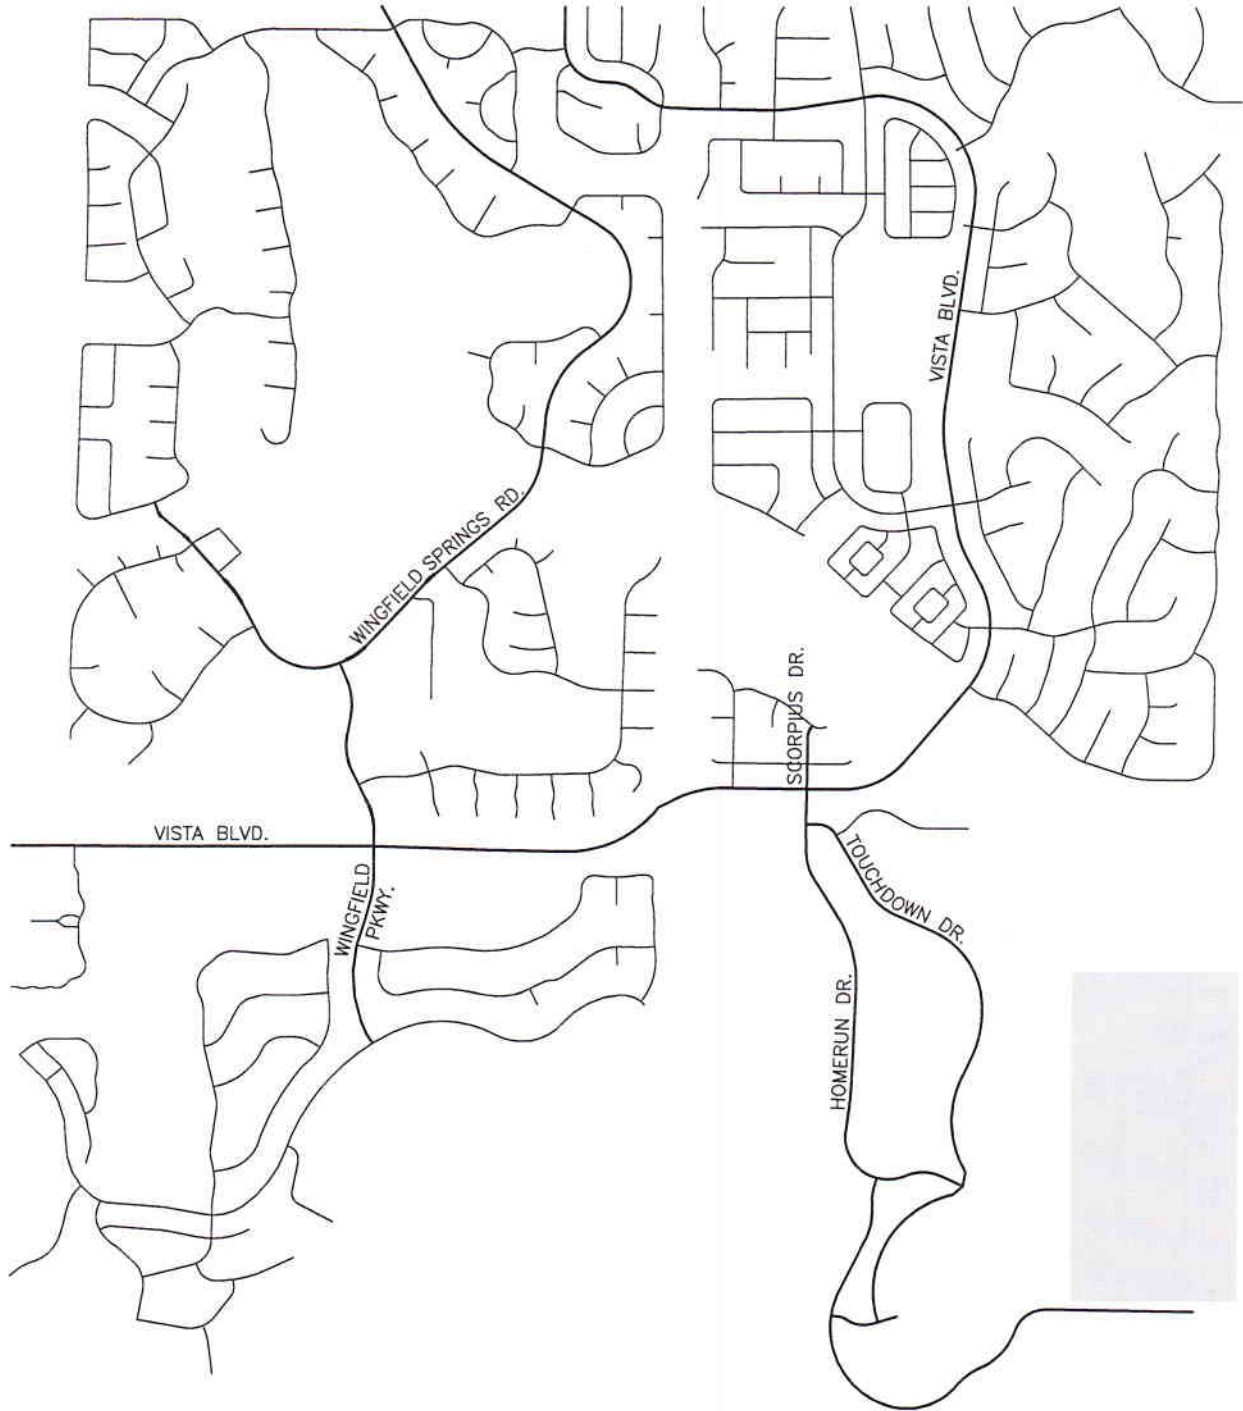 VISTA BLVD.
WINGFIELD SPRINGS RD.
SCORPIUS DR.
VISTA BLVD.
WINGFIELD
PKWY.
TOUCHDOWN DR.
HOMERUN DR.